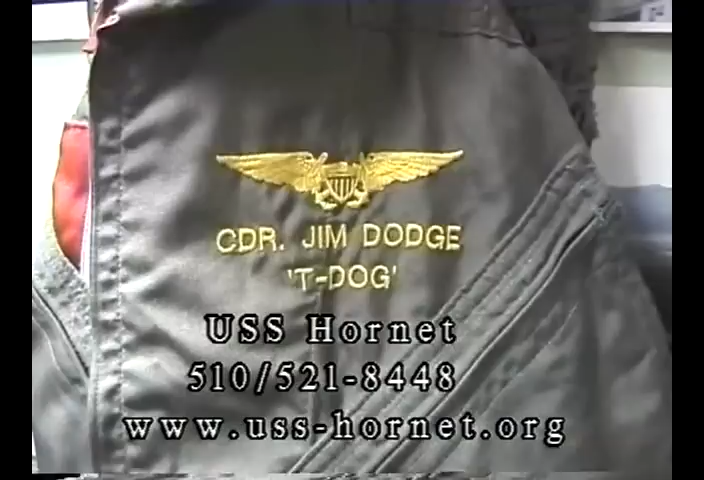 CDR. JIM DODGE
'T-DOG'
USS Hornet
510/521-8448
www.uss-hornet.org